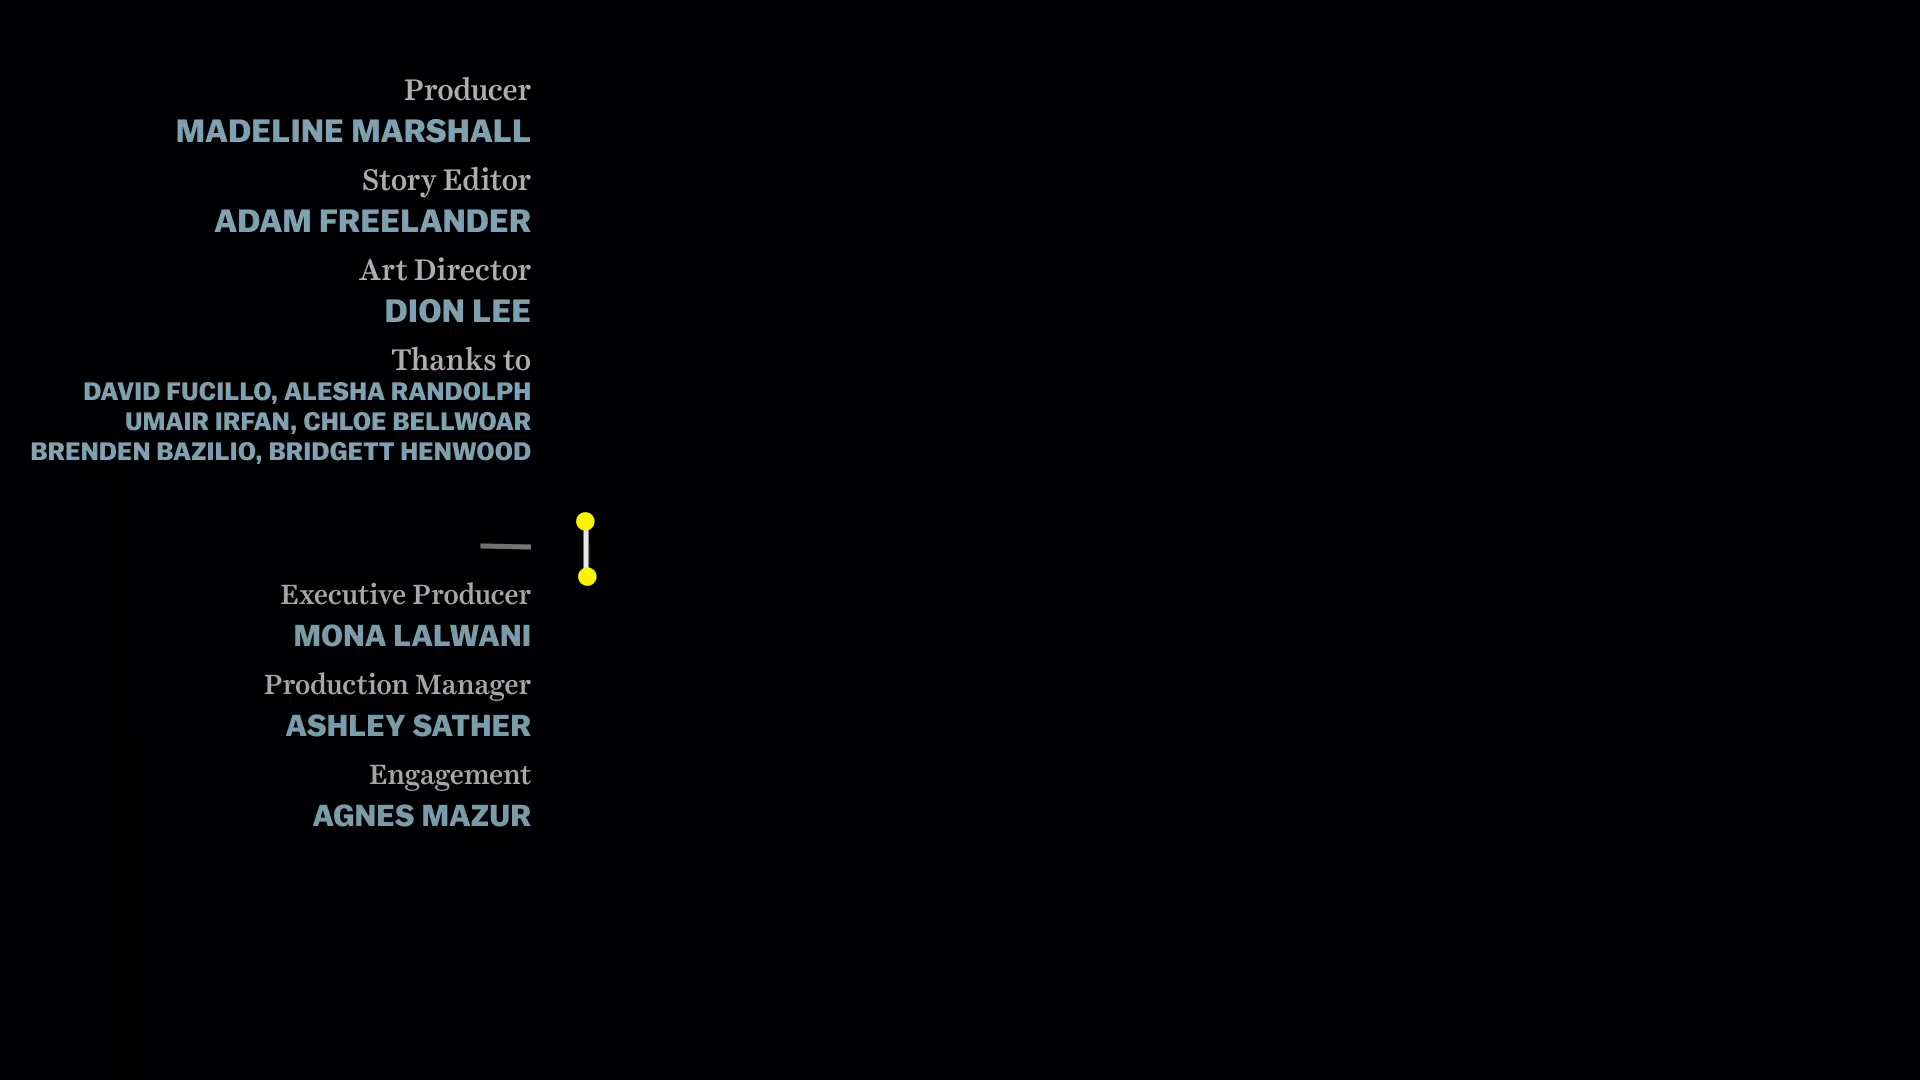 Producer
MADELINE MARSHALL
Story Editor
ADAM FREELANDER
Art Director
DION LEE
Thanks to
DAVID FUCILLO, ALESHA RANDOLPH
UMAIR IRFAN, CHLOE BELLWOAR
BRENDEN BAZILIO, BRIDGETT HENWOOD
Executive Producer
MONA LALWANI
Production Manager
ASHLEY SATHER
Engagement
AGNES MAZUR